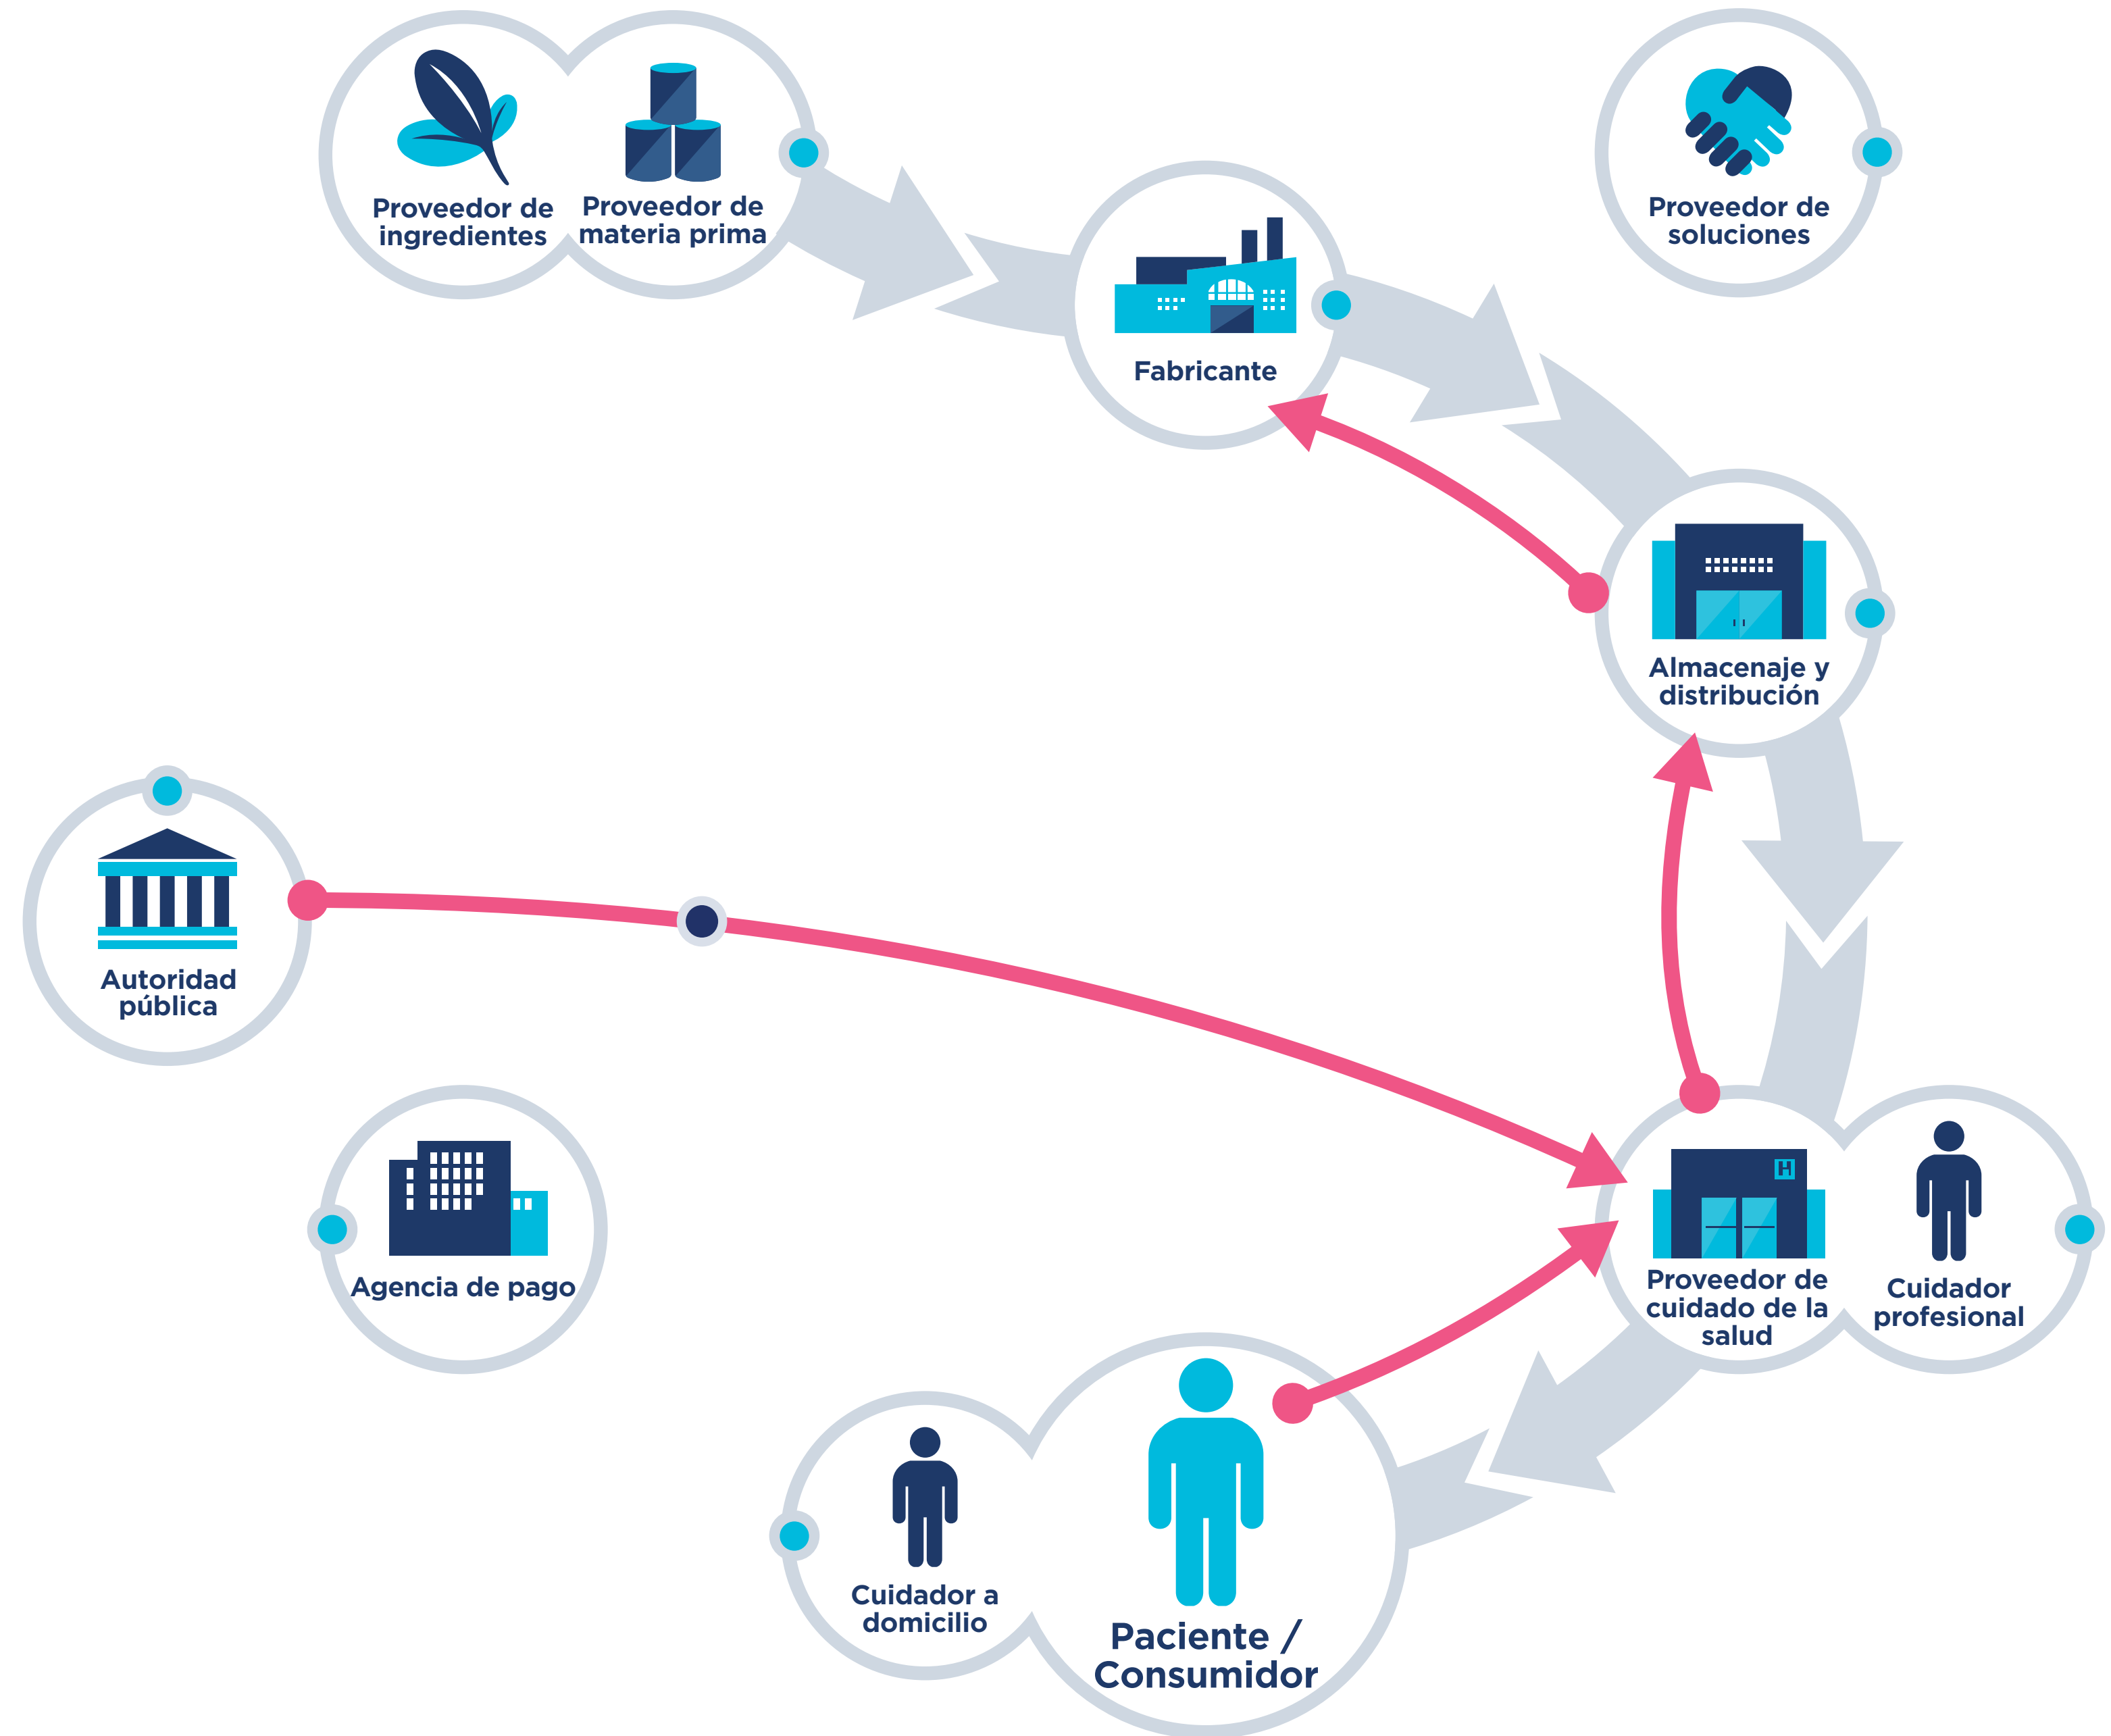 Proveedor de
ingredientes
Proveedor de
materia prima
Proveedor de
soluciones
Fabricante
Almacenaje y
distribución
Autoridad
pública
Agencia de pago
H
Proveedor de
cuidado de la
salud
Cuidador
profesional
Cuidador a
domicilio
Paciente /
Consumidor